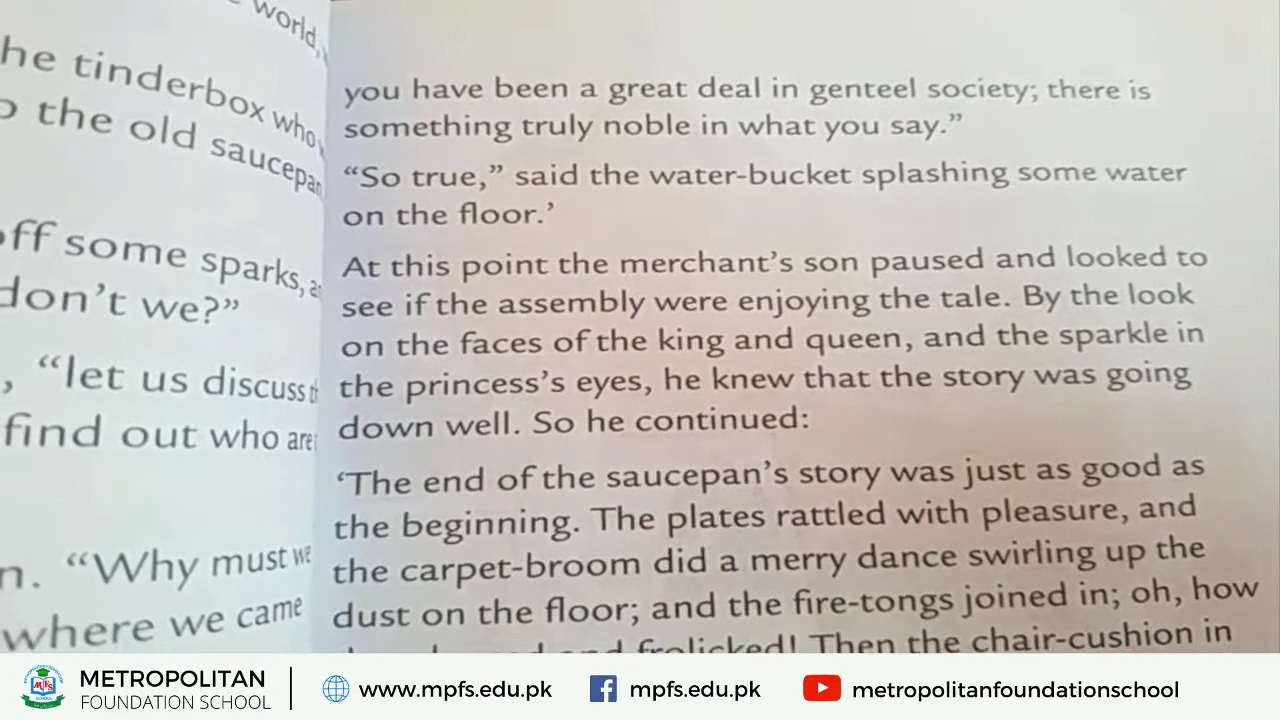 world,
he tinderbox who
the old saucepan
off some sparks,
don't we?"
, "let us discuss
find out who are
n. "Why must we
where we came
you have been a great deal in genteel society; there is
something truly noble in what you say."
"So true," said the water-bucket splashing some water
on the floor.'
At this point the merchant's son paused and looked to
see if the assembly were enjoying the tale. By the look
on the faces of the king and queen, and the sparkle in
the princess's eyes, he knew that the story was going
down well. So he continued:
'The end of the saucepan's story was just as good as
the beginning. The plates rattled with pleasure, and
the carpet-broom did a merry dance swirling up the
dust on the floor; and the fire-tongs joined in; oh, how
frolicked! Then the chair-cushion in
METROPOLITAN
FOUNDATION SCHOOL
www.mpfs.edu.pk
mpfs.edu.pk
metropolitanfoundationschool